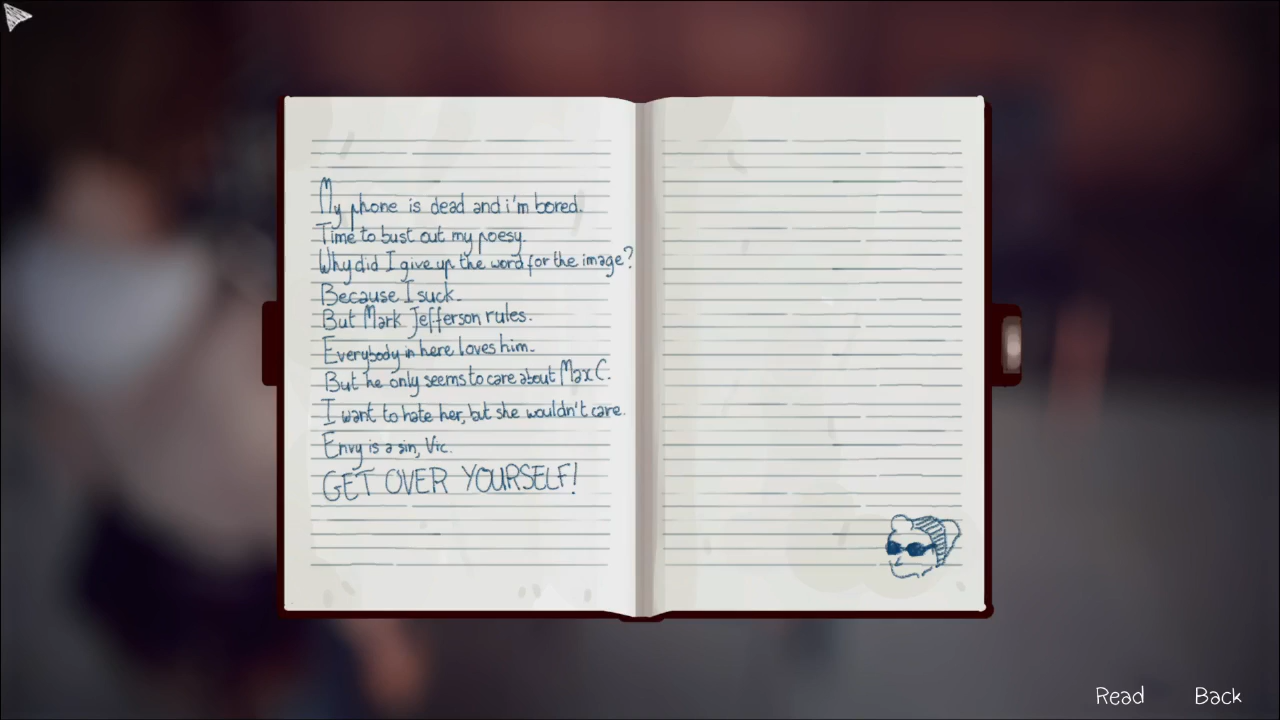 My phone is dead and i'm bored.
Time to bust out my poesy.
Why did I give up the word for the image?
Because I suck.
But Mark Jefferson rules.
Everybody in here loves him.
But he only seems to care about Max C.
I want to hate her, but she wouldn't care.
Envy is a sin, Vic.
GET OVER YOURSELF!
Read Back